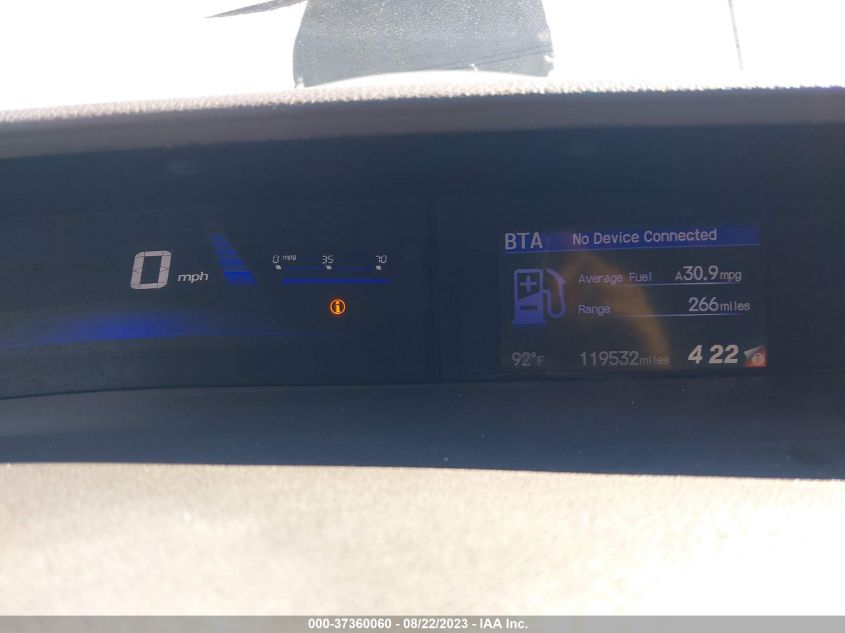 BTA No Device Connected
0 mpg 35 70
0 mph
Average Fuel A30.9mpg
Range 266miles
92°F 119532miles 4 22
000-37360060 - 08/22/2023 - IAA Inc.